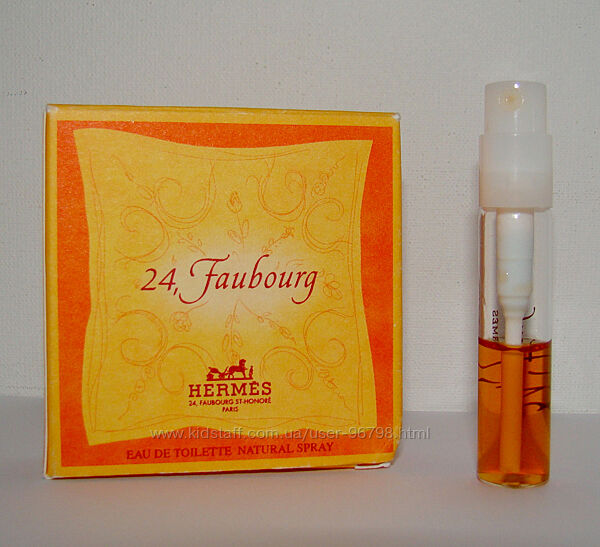 24, Faubourg
HERMÈS
24, FAUBOURG ST-HONORÉ
PARIS
www.kidstaff.com.ua/user-96798.html
EAU DE TOILETTE NATURAL SPRAY